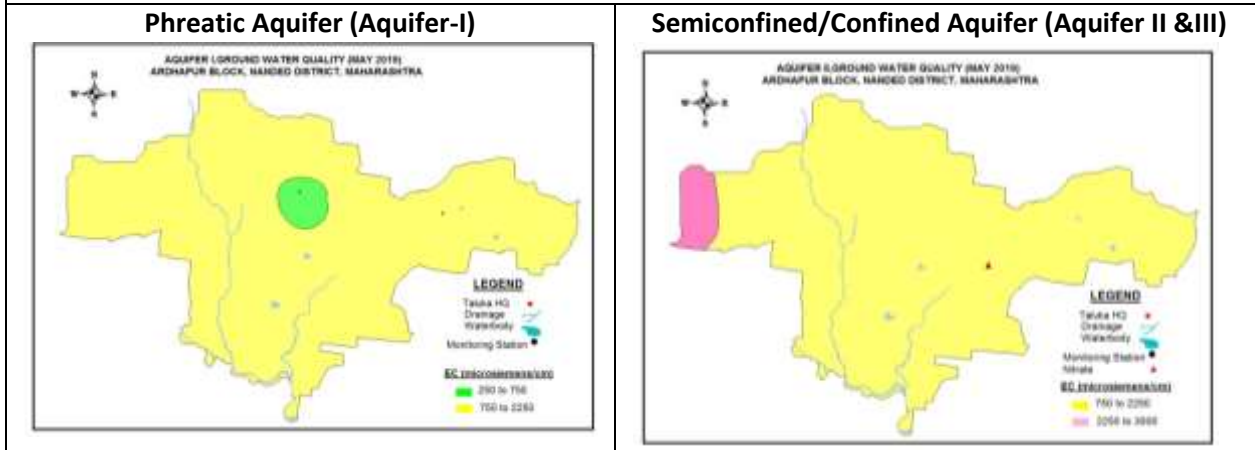 Phreatic Aquifer (Aquifer-I)
AQUIFER I,GROUND WATER QUALITY (MAY 2019)
ARDHAPUR BLOCK, NANDED DISTRICT, MAHARASHTRA
N
W E
S
LEGEND
Taluka HQ
Drainage
Waterbody
Monitoring Station
EC (microsiemens/cm)
250 to 750
750 to 2250
Semiconfined/Confined Aquifer (Aquifer II &III)
AQUIFER II,GROUND WATER QUALITY (MAY 2019)
ARDHAPUR BLOCK, NANDED DISTRICT, MAHARASHTRA
N
W E
S
LEGEND
Taluka HQ
Drainage
Waterbody
Monitoring Station
Nitrate
EC (microsiemens/cm)
750 to 2250